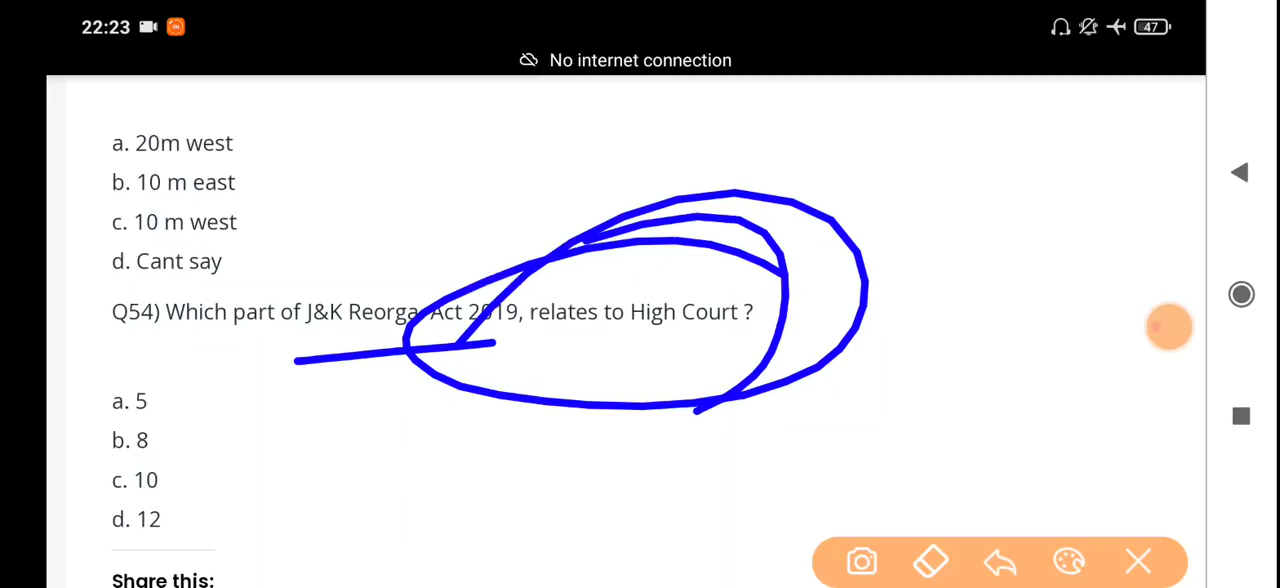 22:23
47
No internet connection
a. 20m west
b. 10 m east
c. 10 m west
d. Cant say
Q54) Which part of J&K Reorga. Act 2019, relates to High Court ?
a. 5
b. 8
c. 10
d. 12
Share this: